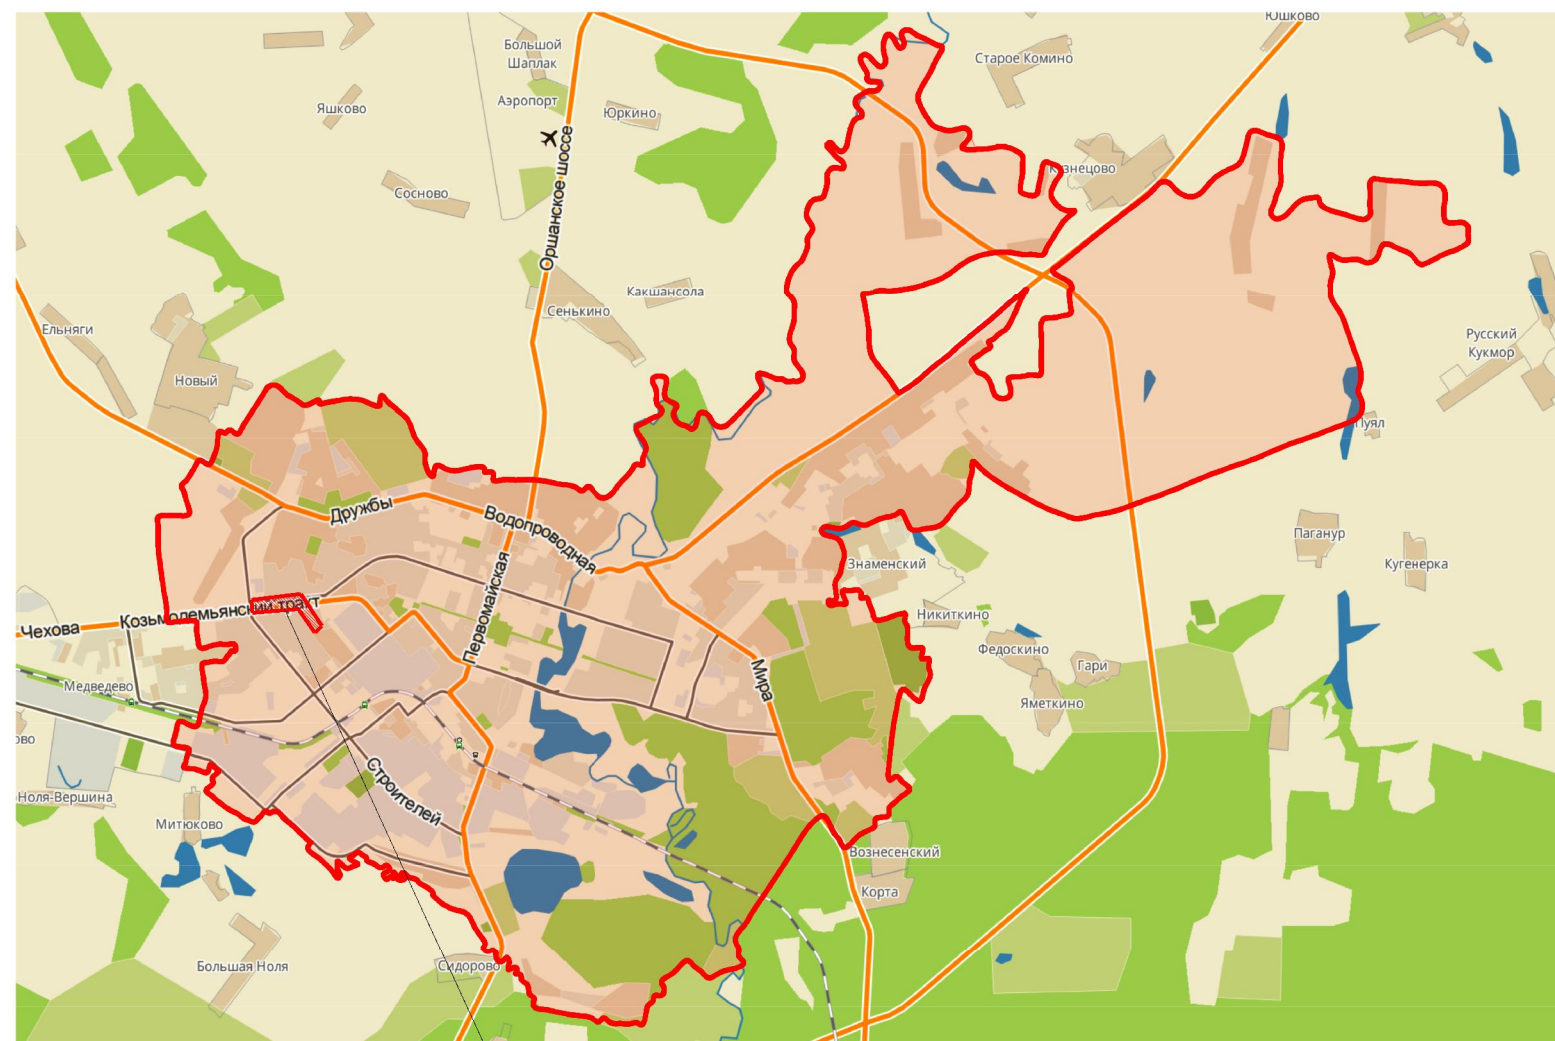 Юшково
Большой
Шаплак
Старое Комино
Аэропорт
Яшково
Юркино
Оршанское шоссе
Сосново
Какшансола
Сенькино
Ельняги
Русский
Кукмор
Новый
Пуял
Дружбы
Водопроводная
Паганур
Знаменский
Кугенерка
Первомайская
Козьмодемьянский тракт
Чехова
Никиткино
Федоскино
Гари
Медведево
Мира
Яметкино
Строителей
Ноля-Вершина
Митюково
Вознесенский
Корта
Большая Ноля
Сидорово